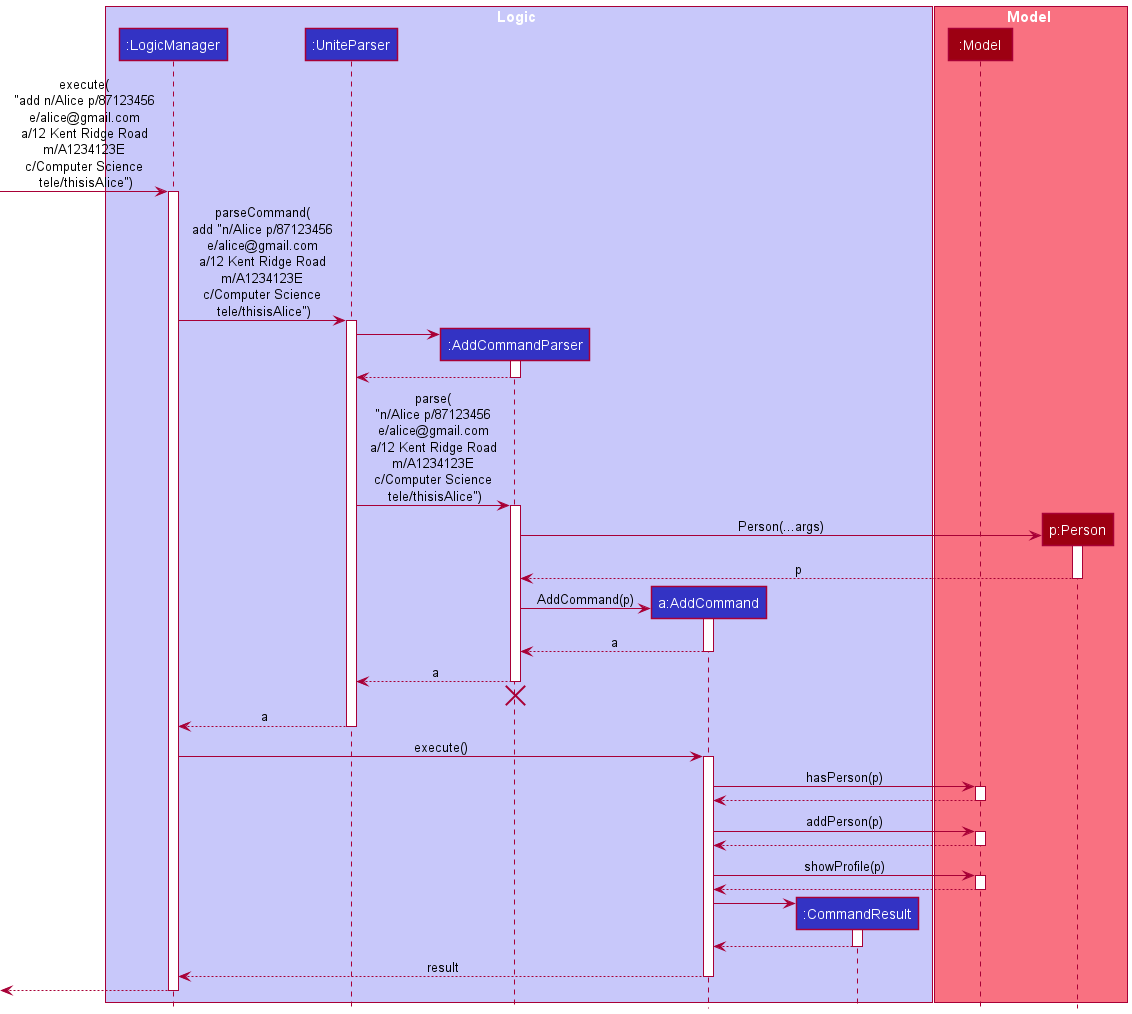 Logic
Model
:LogicManager
:UniteParser
:Model
execute(
"add n/Alice p/87123456
e/alice@gmail.com
a/12 Kent Ridge Road
m/A1234123E
c/Computer Science
tele/thisisAlice")
parseCommand(
add "n/Alice p/87123456
e/alice@gmail.com
a/12 Kent Ridge Road
m/A1234123E
c/Computer Science
tele/thisisAlice")
:AddCommandParser
parse(
"n/Alice p/87123456
e/alice@gmail.com
a/12 Kent Ridge Road
m/A1234123E
c/Computer Science
tele/thisisAlice")
Person(...args)
p:Person
p
AddCommand(p)
a:AddCommand
a
a
a
execute()
hasPerson(p)
addPerson(p)
showProfile(p)
:CommandResult
result